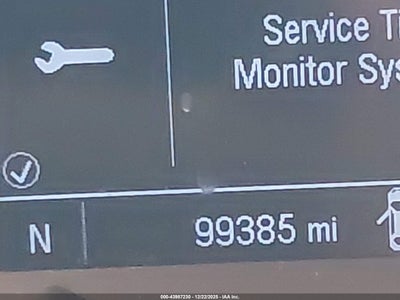 Service Ti
Monitor Sys
N
99385 mi
000-43997230 - 12/22/2025 - IAA Inc.